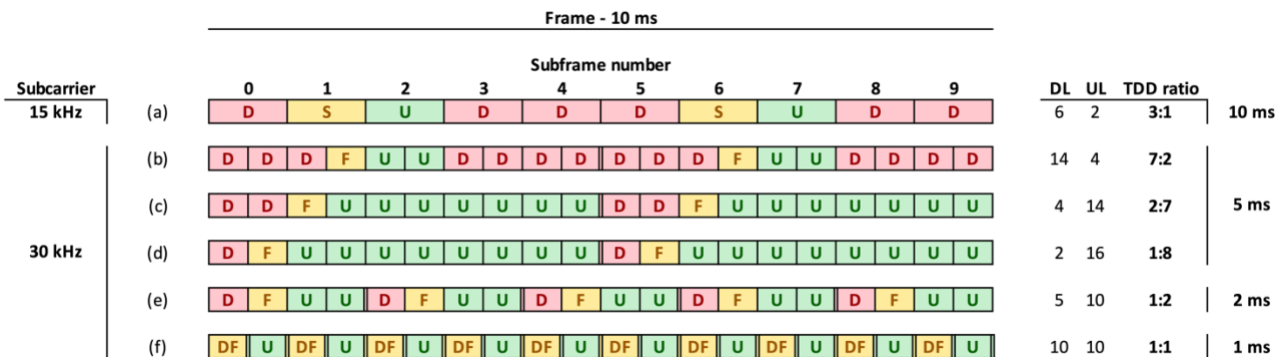 Frame - 10 ms
Subframe number
Subcarrier 0 1 2 3 4 5 6 7 8 9 DL UL TDD ratio
15 kHz (a) D S U D D D S U D D 6 2 3:1 10 ms
(b) D D D F U U D D D D D D D F U U D D D D 14 4 7:2
(c) D D F U U U U U U U D D F U U U U U U U 4 14 2:7 5 ms
30 kHz (d) D F U U U U U U U U D F U U U U U U U U 2 16 1:8
(e) D F U U D F U U D F U U D F U U D F U U 5 10 1:2 2 ms
(f) DF U DF U DF U DF U DF U DF U DF U DF U DF U DF U 10 10 1:1 1 ms